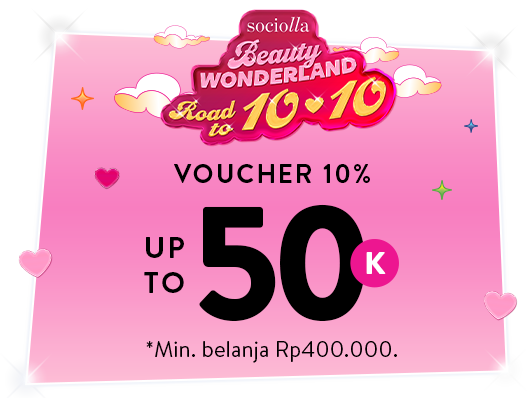 sociolla
Beauty
WONDERLAND
Road to 10 10
VOUCHER 10%
UP TO 50 K
*Min. belanja Rp400.000.